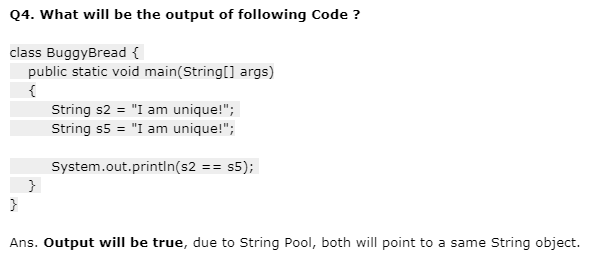 Q4. What will be the output of following Code ?
class BuggyBread {
public static void main(String[] args)
{
String s2 = "I am unique!";
String s5 = "I am unique!";
System.out.println(s2 == s5);
}
}
Ans. Output will be true, due to String Pool, both will point to a same String object.